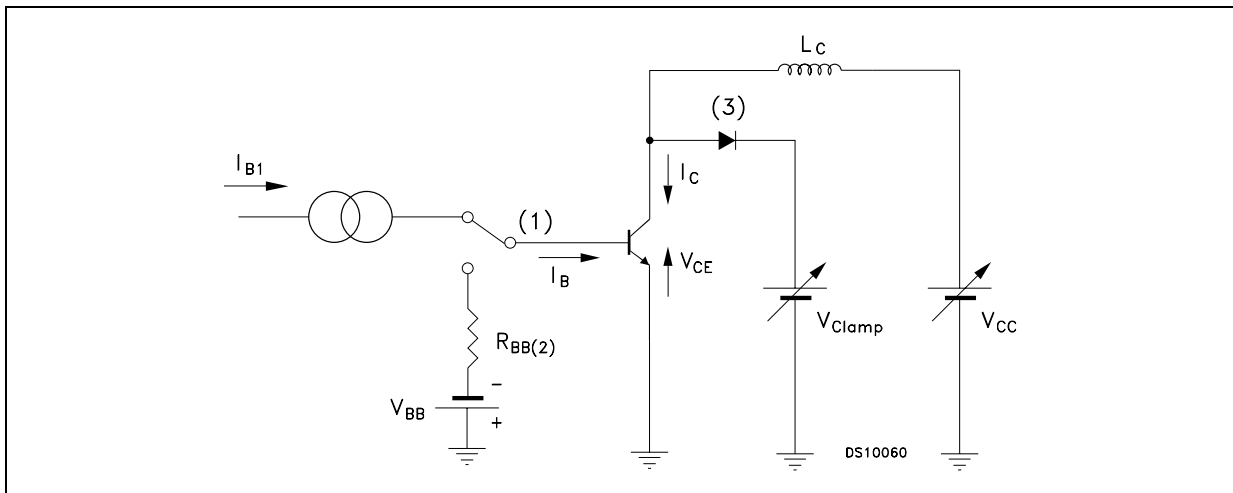 L_C
(3)
I_B1
I_C
(1)
I_B
V_CE
R_BB(2)
V_Clamp
V_CC
−
V_BB
+
DS10060